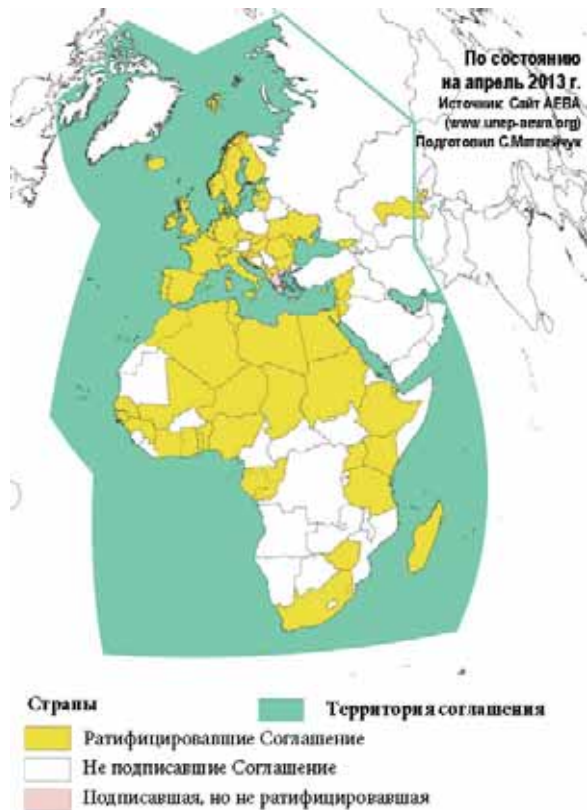 По состоянию
на апрель 2013 г.
Источник: Сайт АЕВА
(www.unep-aewa.org)
Подготовил С.Матвейчук
Страны
Территория соглашения
Ратифицировавшие Соглашение
Не подписавшие Соглашение
Подписавшая, но не ратифицировавшая